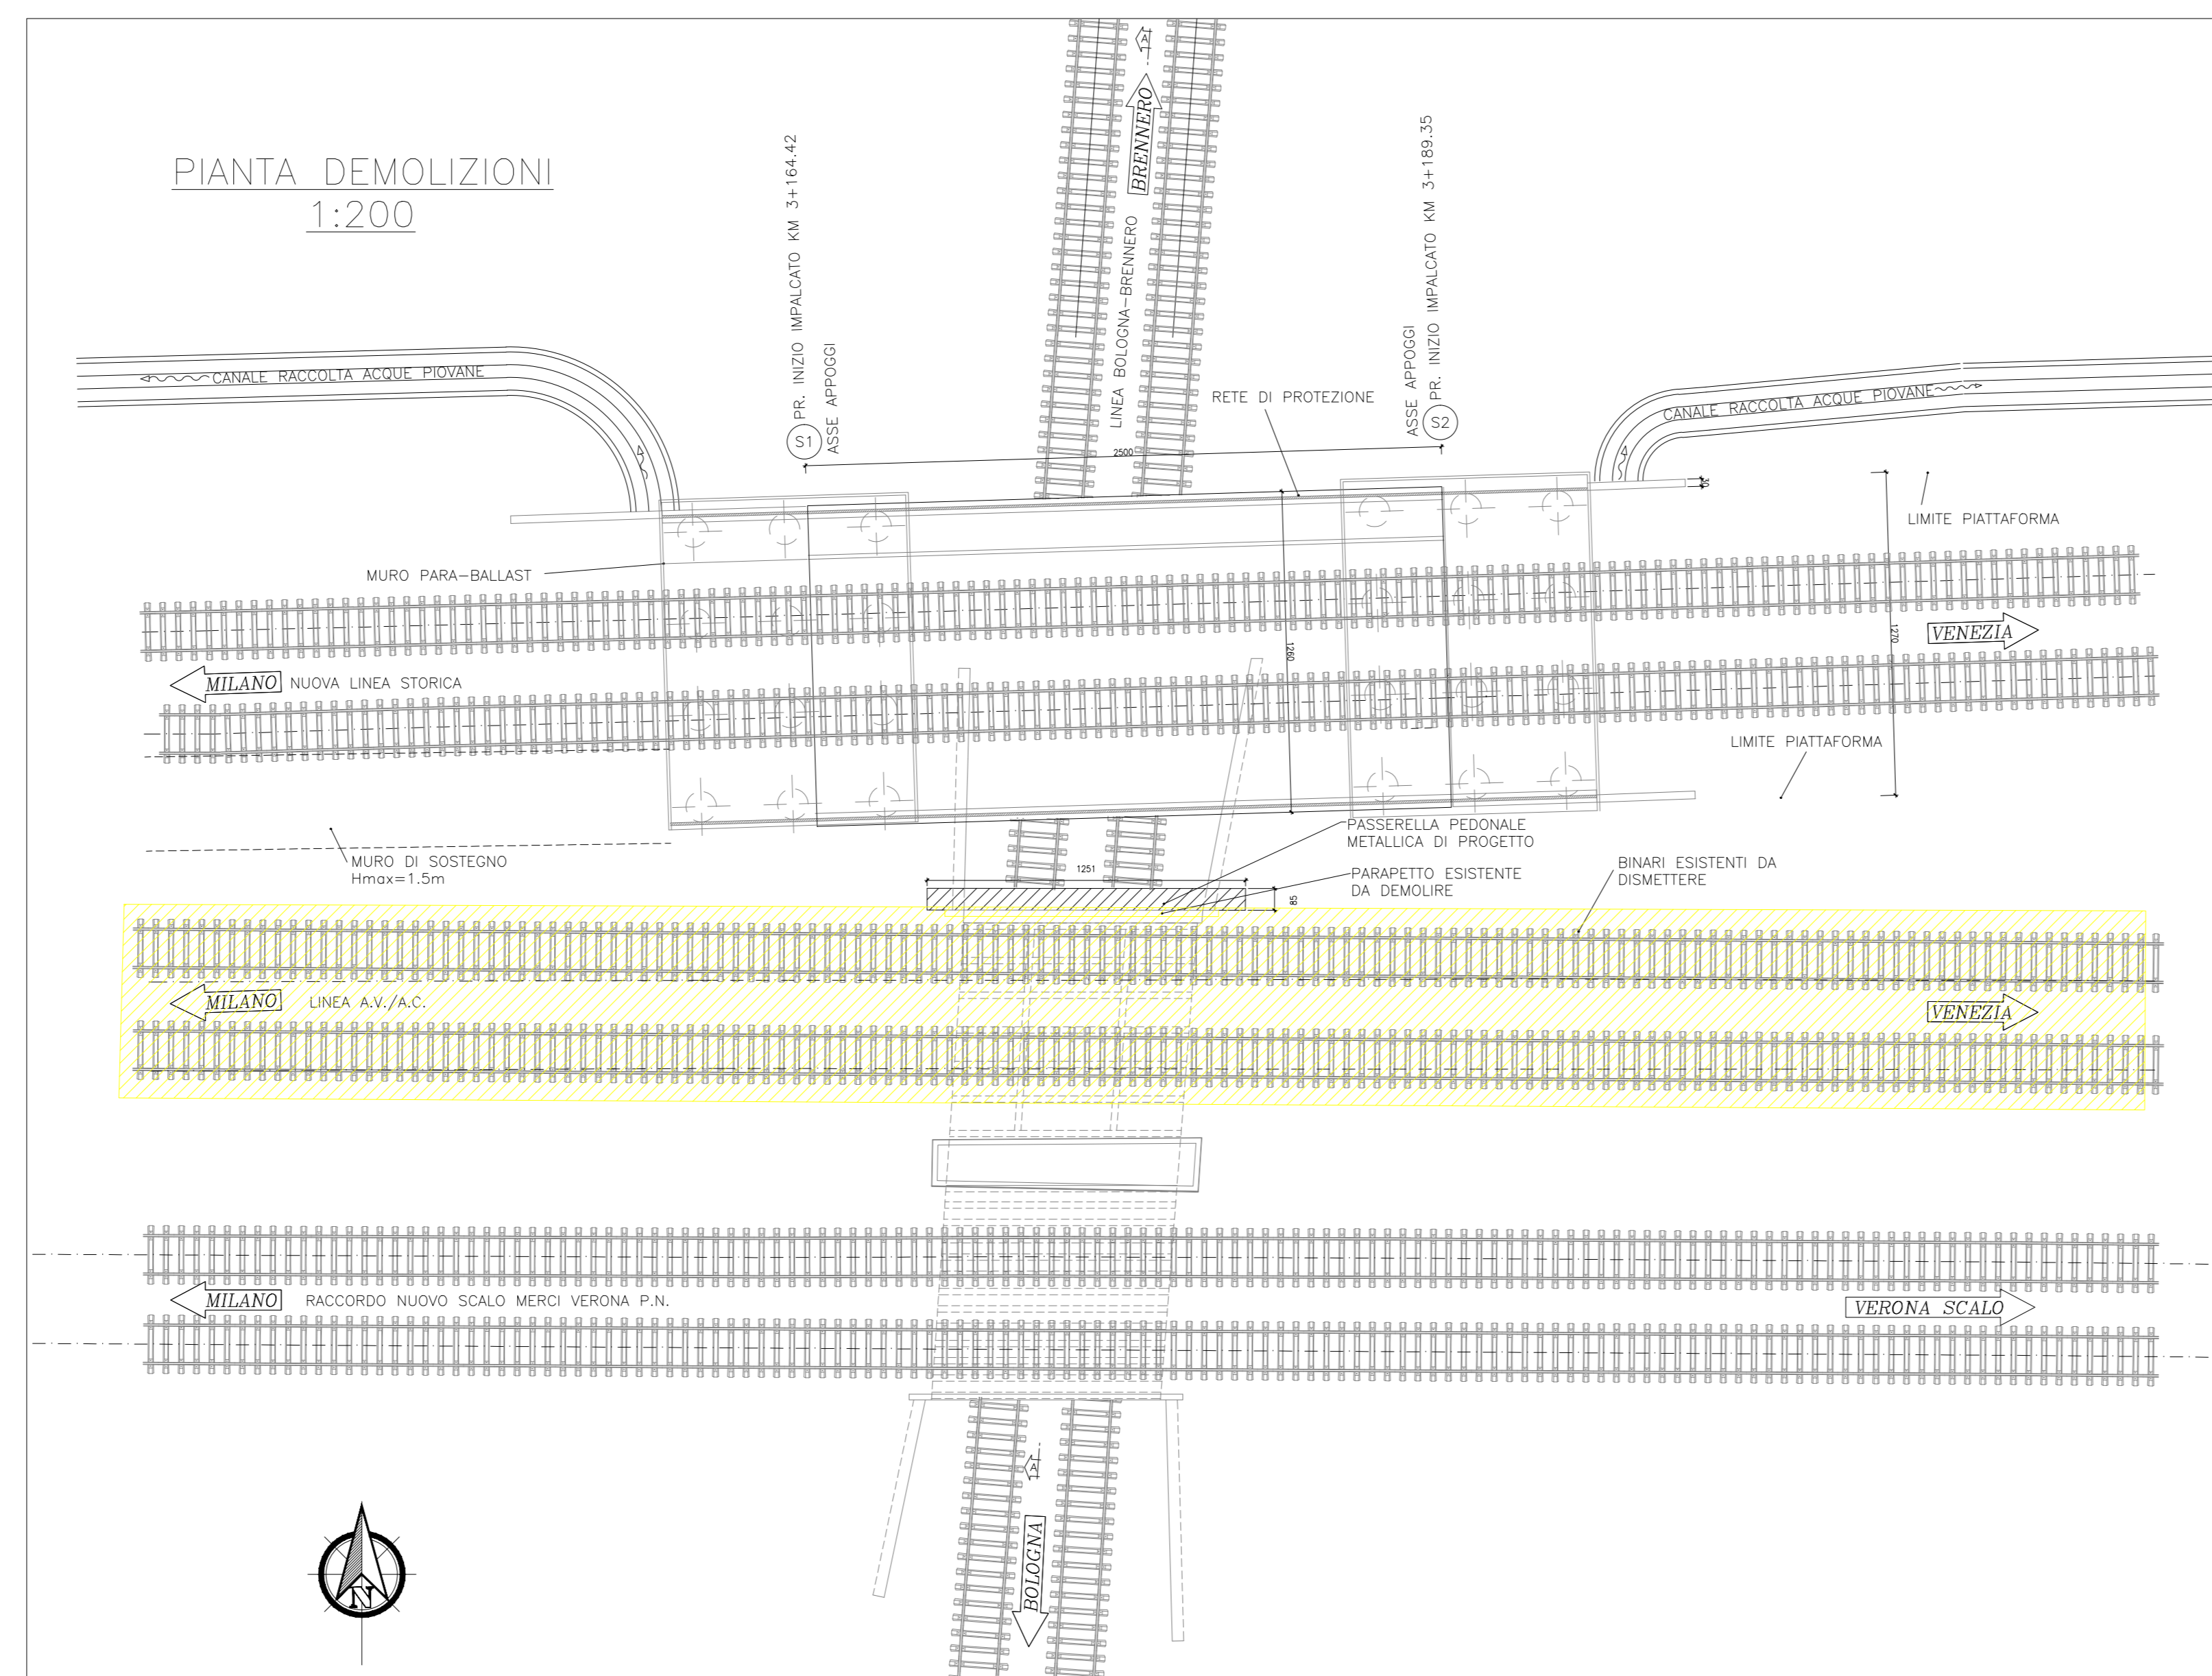 PIANTA DEMOLIZIONI
1:200
A
BRENNERO
LINEA BOLOGNA-BRENNERO
PR. INIZIO IMPALCATO KM 3+164.42
S1
ASSE APPOGGI
ASSE APPOGGI
PR. INIZIO IMPALCATO KM 3+189.35
S2
CANALE RACCOLTA ACQUE PIOVANE
RETE DI PROTEZIONE
CANALE RACCOLTA ACQUE PIOVANE
2500
30
LIMITE PIATTAFORMA
MURO PARA-BALLAST
1260
1270
VENEZIA
MILANO
NUOVA LINEA STORICA
LIMITE PIATTAFORMA
PASSERELLA PEDONALE
METALLICA DI PROGETTO
MURO DI SOSTEGNO
Hmax=1.5m
1251
85
PARAPETTO ESISTENTE
DA DEMOLIRE
BINARI ESISTENTI DA
DISMETTERE
MILANO
LINEA A.V./A.C.
VENEZIA
MILANO
RACCORDO NUOVO SCALO MERCI VERONA P.N.
VERONA SCALO
A
BOLOGNA
N